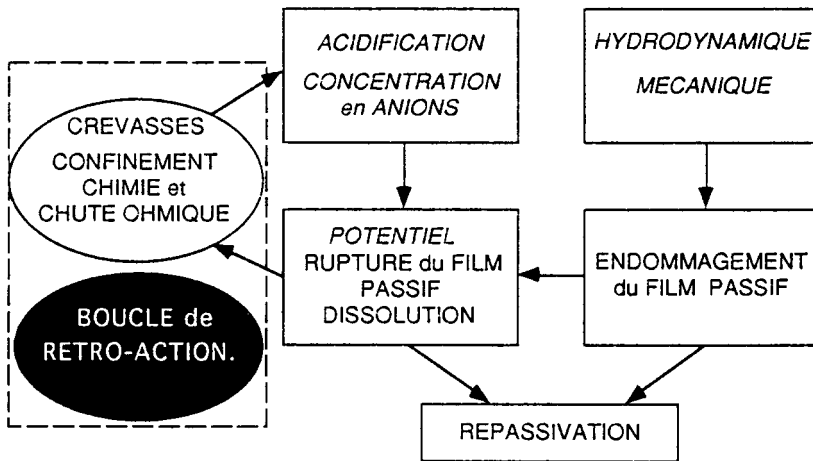 ACIDIFICATION
CONCENTRATION
en ANIONS
HYDRODYNAMIQUE
MECANIQUE
CREVASSES
CONFINEMENT
CHIMIE et
CHUTE OHMIQUE
POTENTIEL
RUPTURE du FILM
PASSIF
DISSOLUTION
ENDOMMAGEMENT
du FILM PASSIF
BOUCLE de
RETRO-ACTION.
REPASSIVATION